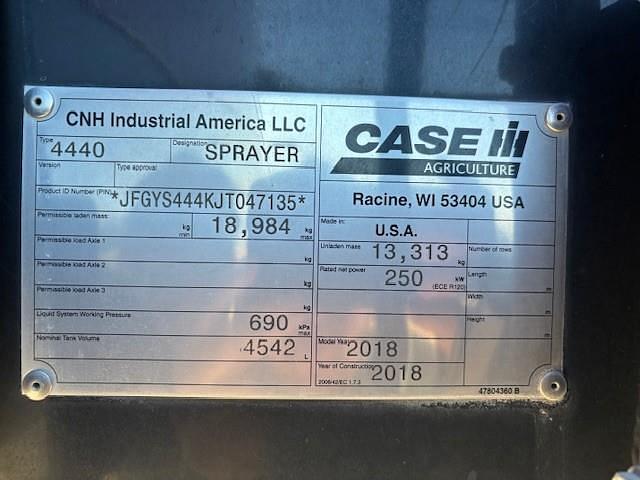 CNH Industrial America LLC
Type
4440
Designation
SPRAYER
Version
Type approval
Product ID Number (PIN)
*JFGYS444KJT047135*
Permissible laden mass:
kg
min
18,984 kg
max
Permissible load Axle 1
kg
Permissible load Axle 2
kg
Permissible load Axle 3
kg
Liquid System Working Pressure
690 kPa
max
Nominal Tank Volume
4542 L
CASE IH
AGRICULTURE
Racine, WI 53404 USA
Made in:
U.S.A.
Unladen mass
13,313 kg
Number of rows
Rated net power
250 kW
(ECE R120)
Length
m
Width
m
Height
m
Model Year
2018
Year of Construction
2018
2006/42/EC 1.7.3
47804360 B